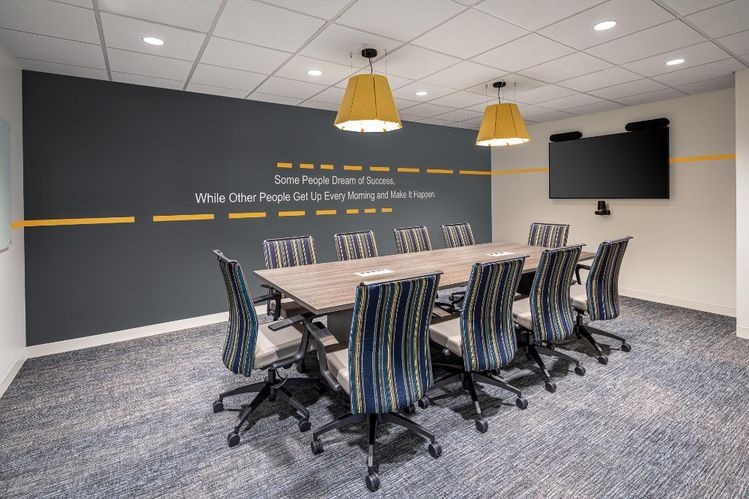 Some People Dream of Success,
While Other People Get Up Every Morning and Make It Happen.